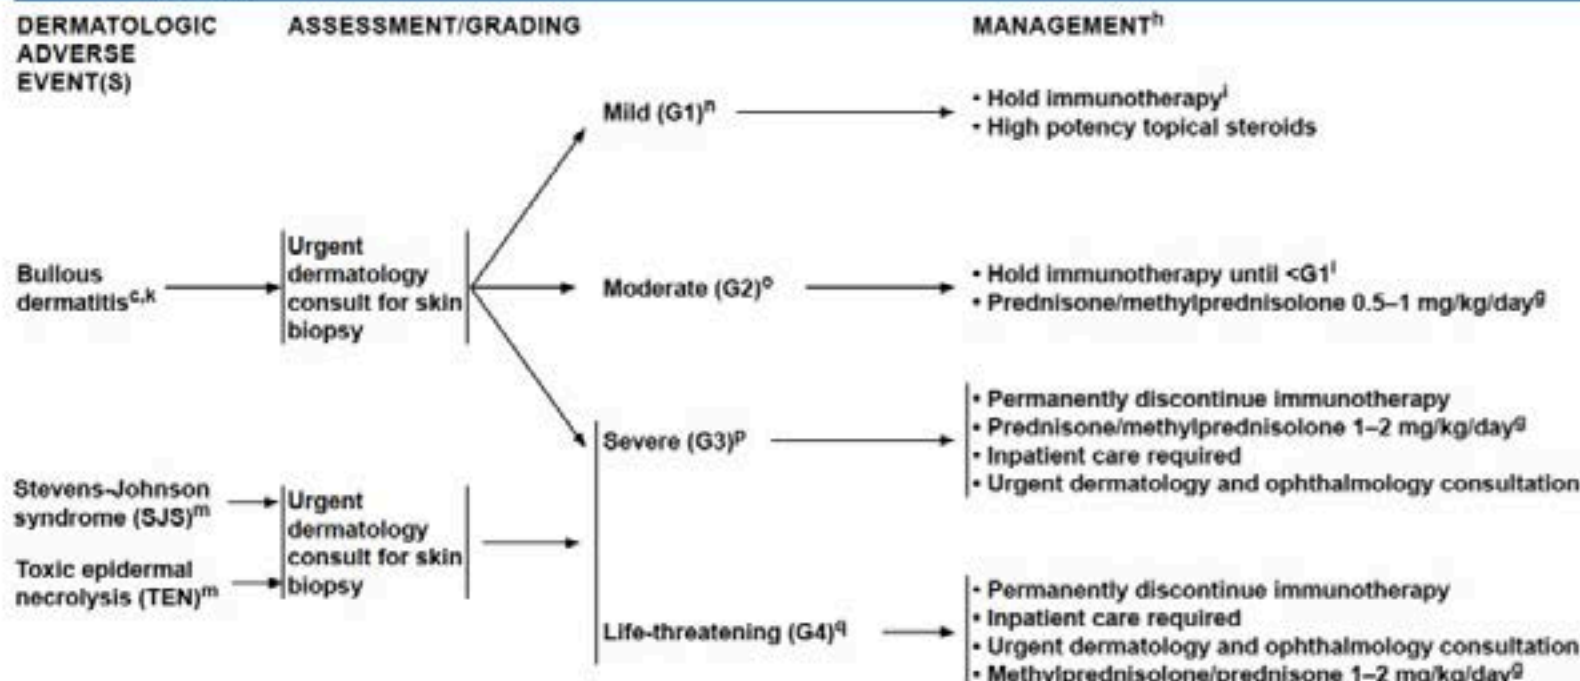 DERMATOLOGIC
ADVERSE
EVENT(S)
ASSESSMENT/GRADING
MANAGEMENTʰ
Bullous
dermatitisᶜ,ᵏ
Urgent
dermatology
consult for skin
biopsy
Mild (G1)ⁿ
• Hold immunotherapyⁱ
• High potency topical steroids
Moderate (G2)ᵒ
• Hold immunotherapy until <G1ˡ
• Prednisone/methylprednisolone 0.5–1 mg/kg/dayᵍ
Severe (G3)ᵖ
• Permanently discontinue immunotherapy
• Prednisone/methylprednisolone 1–2 mg/kg/dayᵍ
• Inpatient care required
• Urgent dermatology and ophthalmology consultation
Stevens-Johnson
syndrome (SJS)ᵐ
Toxic epidermal
necrolysis (TEN)ᵐ
Urgent
dermatology
consult for skin
biopsy
Life-threatening (G4)q
• Permanently discontinue immunotherapy
• Inpatient care required
• Urgent dermatology and ophthalmology consultation
• Methylprednisolone/prednisone 1–2 mg/kg/dayᵍ